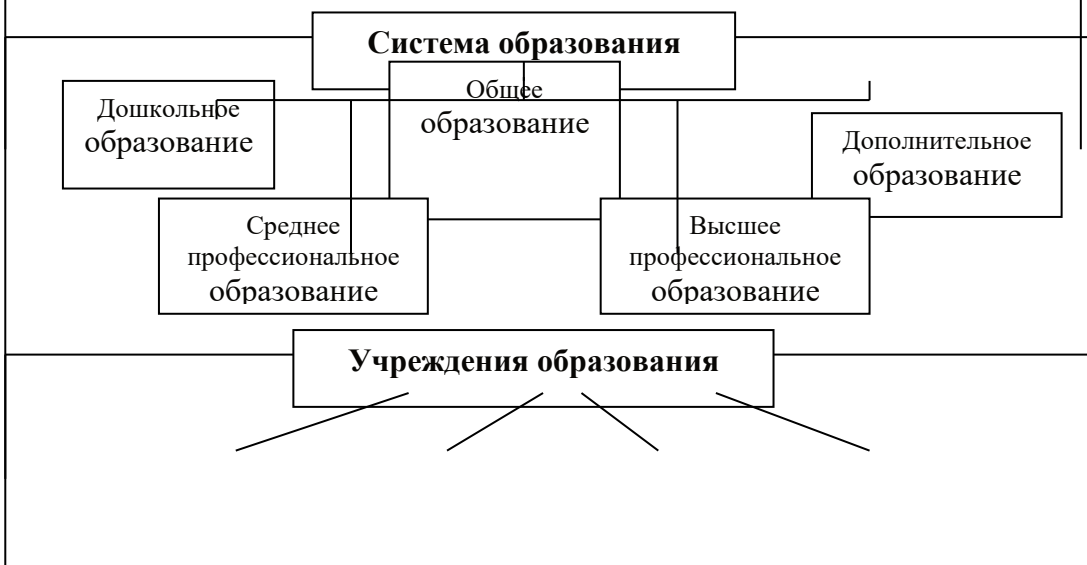 Система образования
Общее
образование
Дошкольное
образование
Дополнительное
образование
Среднее
профессиональное
образование
Высшее
профессиональное
образование
Учреждения образования